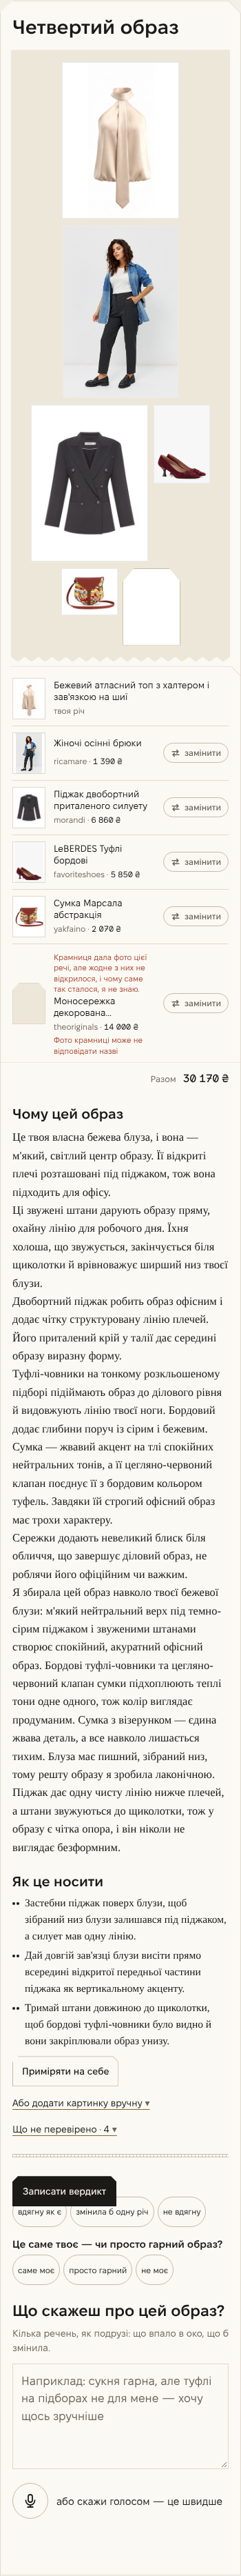 Четвертий образ
Бежевий атласний топ з халтером і
зав'язкою на шиї
твоя річ
Жіночі осінні брюки
ricamare · 1 390 ₴
замінити
Піджак двобортний
приталеного силуету
morandi · 6 860 ₴
замінити
LeBERDES Туфлі
бордові
favoriteshoes · 5 850 ₴
замінити
Сумка Марсала
абстракція
yakfaino · 2 070 ₴
замінити
Крамниця дала фото цієї
речі, але жодне з них не
відкрилося, і чому саме
так сталося, я не знаю.
Моносережка
декорована...
theoriginals · 14 000 ₴
замінити
Фото крамниці може не
відповідати назві
Разом 30 170 ₴
Чому цей образ
Це твоя власна бежева блуза, і вона —
м'який, світлий центр образу. Її відкриті
плечі розташовані під піджаком, тож вона
підходить для офісу.
Ці звужені штани дарують образу пряму,
охайну лінію для робочого дня. Їхня
холоша, що звужується, закінчується біля
щиколотки й врівноважує ширший низ твоєї
блузи.
Двобортний піджак робить образ офісним і
додає чітку структуровану лінію плечей.
Його приталений крій у талії дає середині
образу виразну форму.
Туфлі-човники на тонкому розкльошеному
підборі підіймають образ до ділового рівня
й видовжують лінію твоєї ноги. Бордовий
додає глибини поруч із сірим і бежевим.
Сумка — жвавий акцент на тлі спокійних
нейтральних тонів, а її цегляно-червоний
клапан поєднує її з бордовим кольором
туфель. Завдяки їй строгий офісний образ
має трохи характеру.
Сережки додають невеликий блиск біля
обличчя, що завершує діловий образ, не
роблячи його офіційним чи важким.
Я збирала цей образ навколо твоєї бежевої
блузи: м'який нейтральний верх під темно-
сірим піджаком і звуженими штанами
створює спокійний, акуратний офісний
образ. Бордові туфлі-човники та цегляно-
червоний клапан сумки підхоплюють теплі
тони одне одного, тож колір виглядає
продуманим. Сумка з візерунком — єдина
жвава деталь, а все навколо лишається
тихим. Блуза має пишний, зібраний низ,
тому решту образу я зробила лаконічною.
Піджак дає одну чисту лінію нижче плечей,
а штани звужуються до щиколотки, тож у
образу є чітка опора, і він ніколи не
виглядає безформним.
Як це носити
Застебни піджак поверх блузи, щоб
зібраний низ блузи залишався під піджаком,
а силует мав одну лінію.
Дай довгій зав'язці блузи висіти прямо
всередині відкритої передньої частини
піджака як вертикальному акценту.
Тримай штани довжиною до щиколотки,
щоб бордові туфлі-човники було видно й
вони закріплювали образ унизу.
Приміряти на себе
Або додати картинку вручну ▾
Що не перевірено · 4 ▾
Записати вердикт
вдягну як є
змінила б одну річ
не вдягну
Це саме твоє — чи просто гарний образ?
саме моє
просто гарний
не моє
Що скажеш про цей образ?
Кілька речень, як подрузі: що впало в око, що б
змінила.
Наприклад: сукня гарна, але туфлі
на підборах не для мене — хочу
щось зручніше
або скажи голосом — це швидше